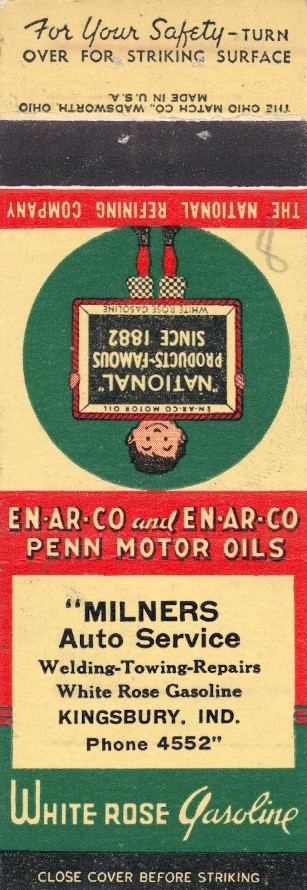 For Your Safety-TURN
OVER FOR STRIKING SURFACE
THE OHIO MATCH CO., WADSWORTH, OHIO
MADE IN U.S.A.
THE NATIONAL REFINING COMPANY
EN-AR-CO MOTOR OIL
"NATIONAL"
PRODUCTS-FAMOUS
SINCE 1882
WHITE ROSE GASOLINE
8
EN-AR-CO and EN-AR-CO
PENN MOTOR OILS
"MILNERS
Auto Service
Welding-Towing-Repairs
White Rose Gasoline
KINGSBURY, IND.
Phone 4552"
WHITE ROSE Gasoline
CLOSE COVER BEFORE STRIKING